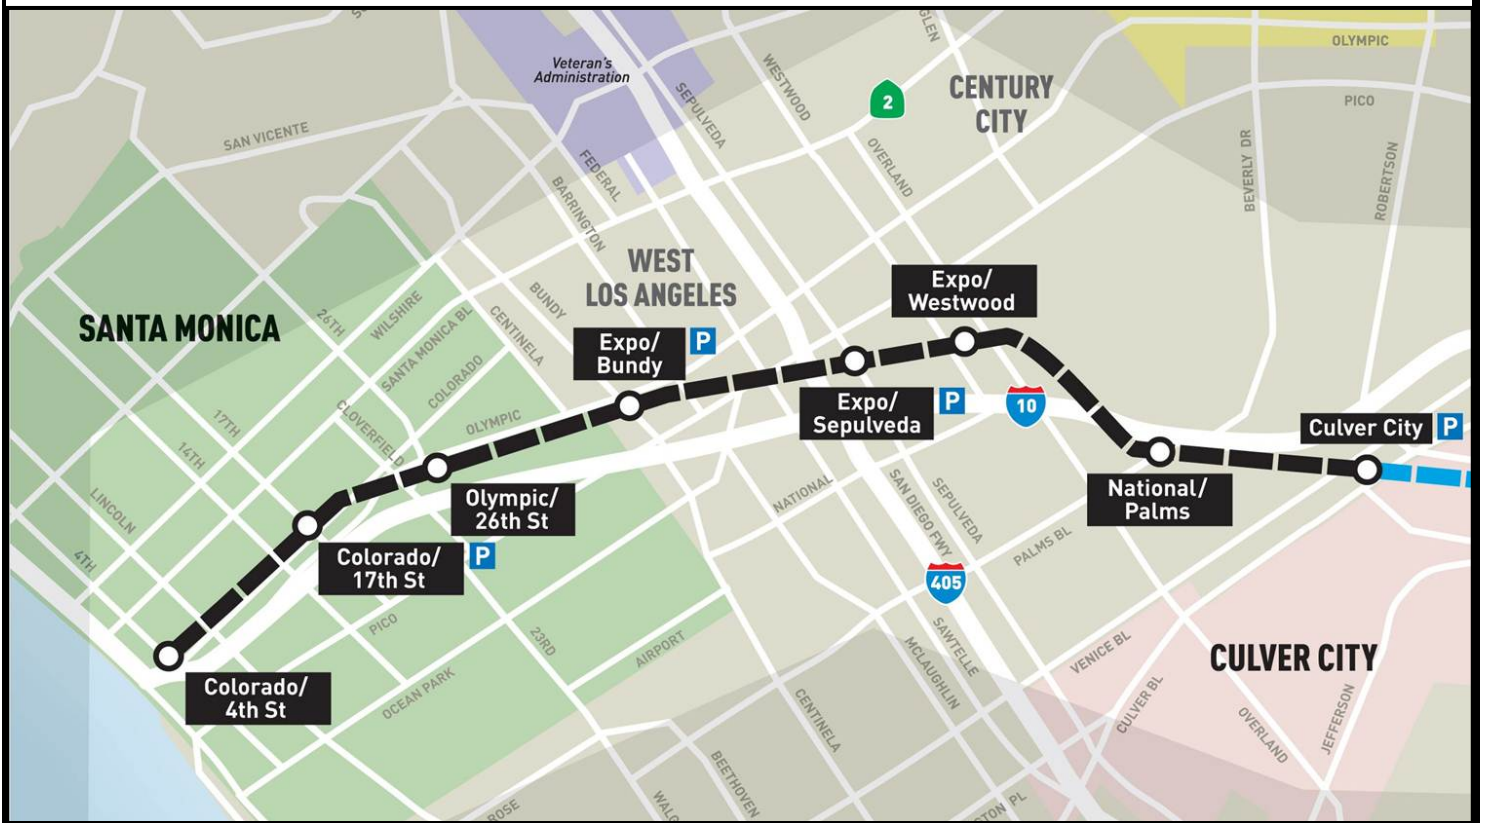 OLYMPIC
Veteran's
Administration
GLEN
WESTWOOD
SEPULVEDA
CENTURY
CITY
2
PICO
SAN VICENTE
FEDERAL
OVERLAND
BEVERLY DR
ROBERTSON
BARRINGTON
WEST
LOS ANGELES
Expo/
Westwood
SANTA MONICA
26TH
WILSHIRE
SANTA MONICA BL
COLORADO
CENTINELA
BUNDY
Expo/
Bundy
P
Expo/
Sepulveda
P
10
Culver City
P
17TH
14TH
CLOVERFIELD
OLYMPIC
LINCOLN
4TH
Olympic/
26th St
NATIONAL
SAN DIEGO FWY
SEPULVEDA
National/
Palms
Colorado/
17th St
P
PALMS BL
405
PICO
23RD
AIRPORT
OCEAN PARK
Colorado/
4th St
SAWTELLE
MCLAUGHLIN
VENICE BL
CULVER CITY
CENTINELA
CULVER BL
OVERLAND
JEFFERSON
BEETHOVEN
ROSE
WALG
TON PL